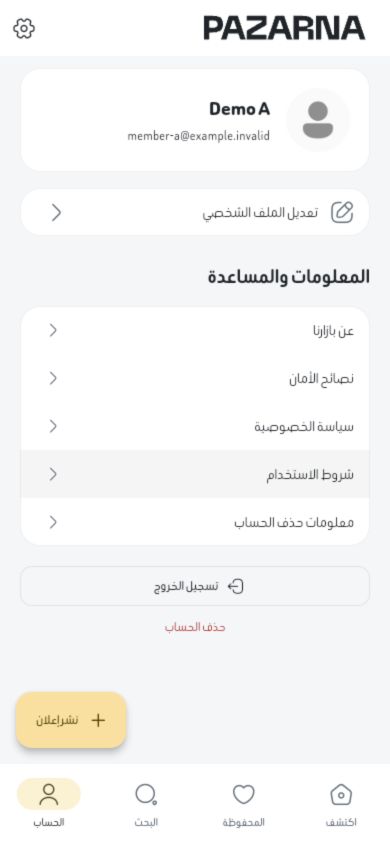 PAZARNA
Demo A
member-a@example.invalid
تعديل الملف الشخصي
المعلومات والمساعدة
عن بازارنا
نصائح الأمان
سياسة الخصوصية
شروط الاستخدام
معلومات حذف الحساب
تسجيل الخروج
حذف الحساب
نشر إعلان
اكتشف
المحفوظة
البحث
الحساب